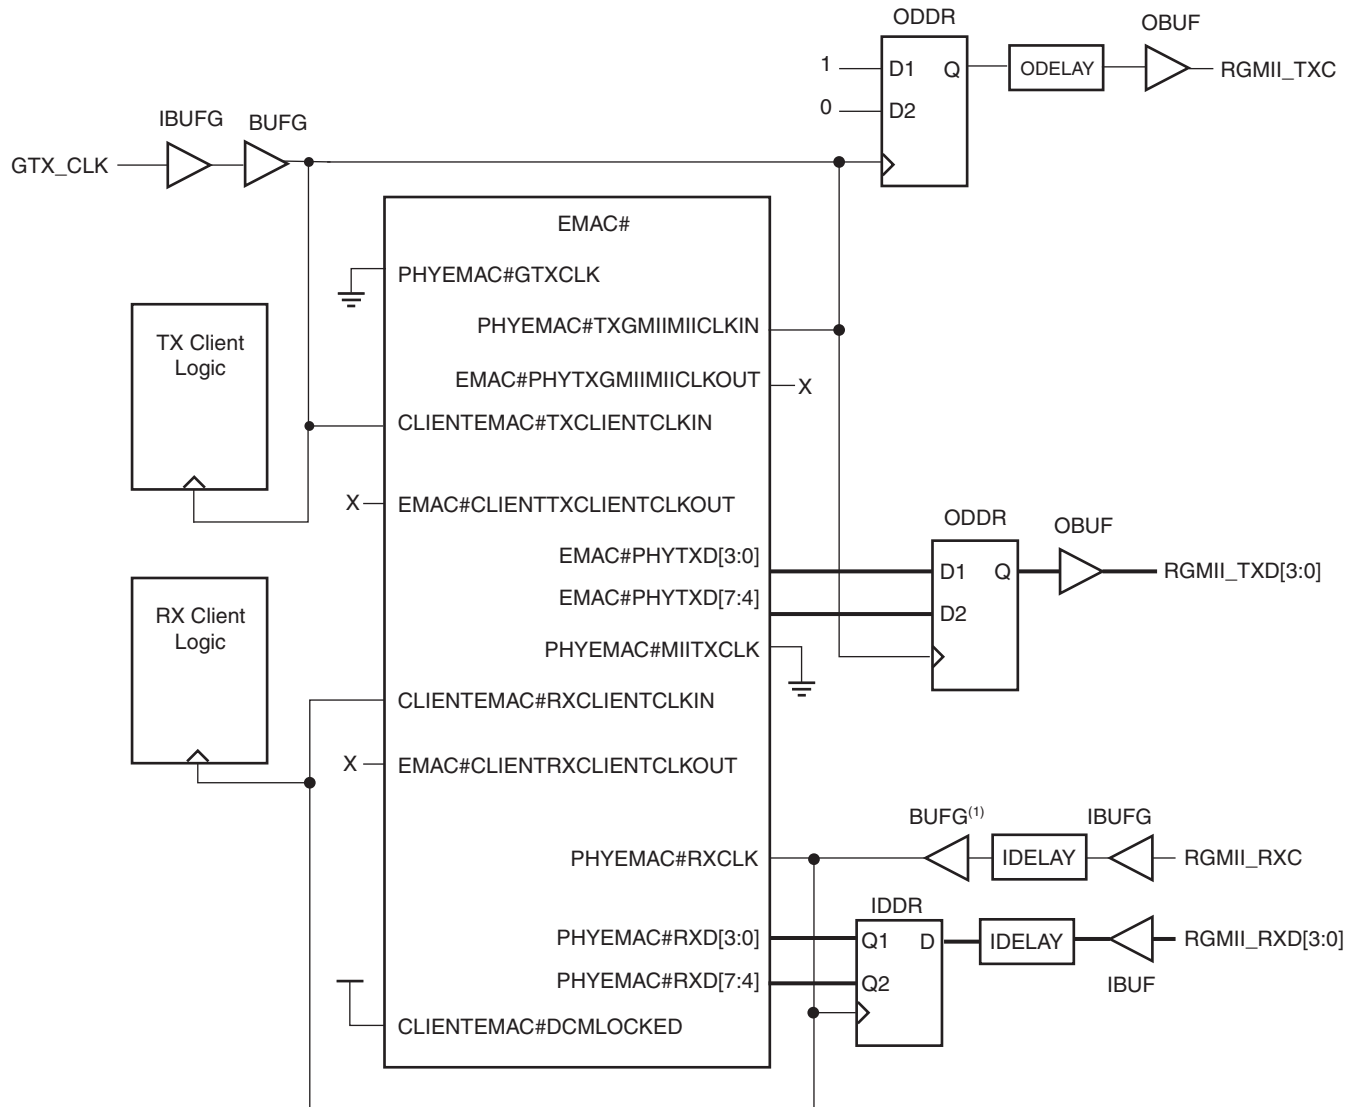 ODDR
OBUF
1
D1
Q
ODELAY
RGMII_TXC
0
D2
IBUFG
BUFG
GTX_CLK
EMAC#
PHYEMAC#GTXCLK
TX Client
Logic
PHYEMAC#TXGMIIMIICLKIN
EMAC#PHYTXGMIIMIICLKOUT
X
CLIENTEMAC#TXCLIENTCLKIN
X
EMAC#CLIENTTXCLIENTCLKOUT
ODDR
OBUF
EMAC#PHYTXD[3:0]
D1
Q
RGMII_TXD[3:0]
EMAC#PHYTXD[7:4]
D2
RX Client
Logic
PHYEMAC#MIITXCLK
CLIENTEMAC#RXCLIENTCLKIN
X
EMAC#CLIENTRXCLIENTCLKOUT
BUFG(1)
IBUFG
PHYEMAC#RXCLK
IDELAY
RGMII_RXC
IDDR
PHYEMAC#RXD[3:0]
Q1
D
IDELAY
RGMII_RXD[3:0]
PHYEMAC#RXD[7:4]
Q2
IBUF
CLIENTEMAC#DCMLOCKED